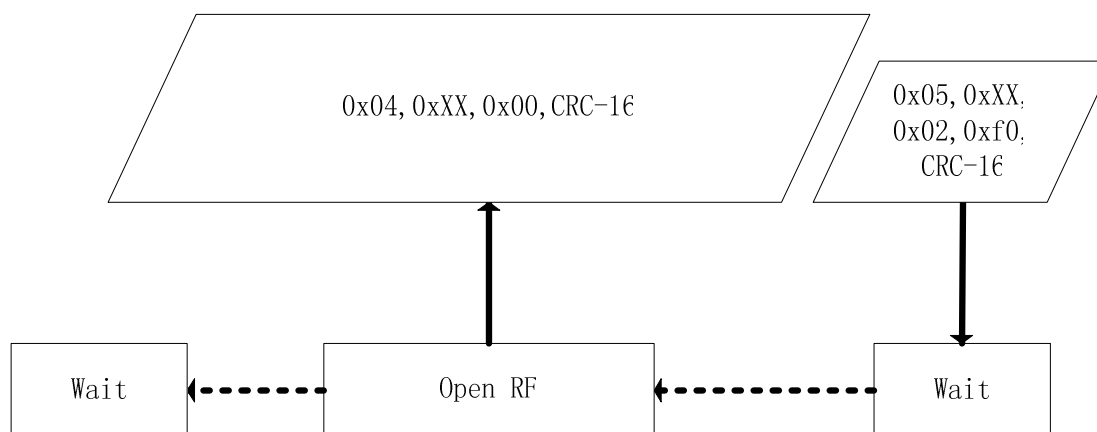 0x04,0xXX,0x00,CRC-16
0x05,0xXX,
0x02,0xf0,
CRC-16
Wait
Open RF
Wait